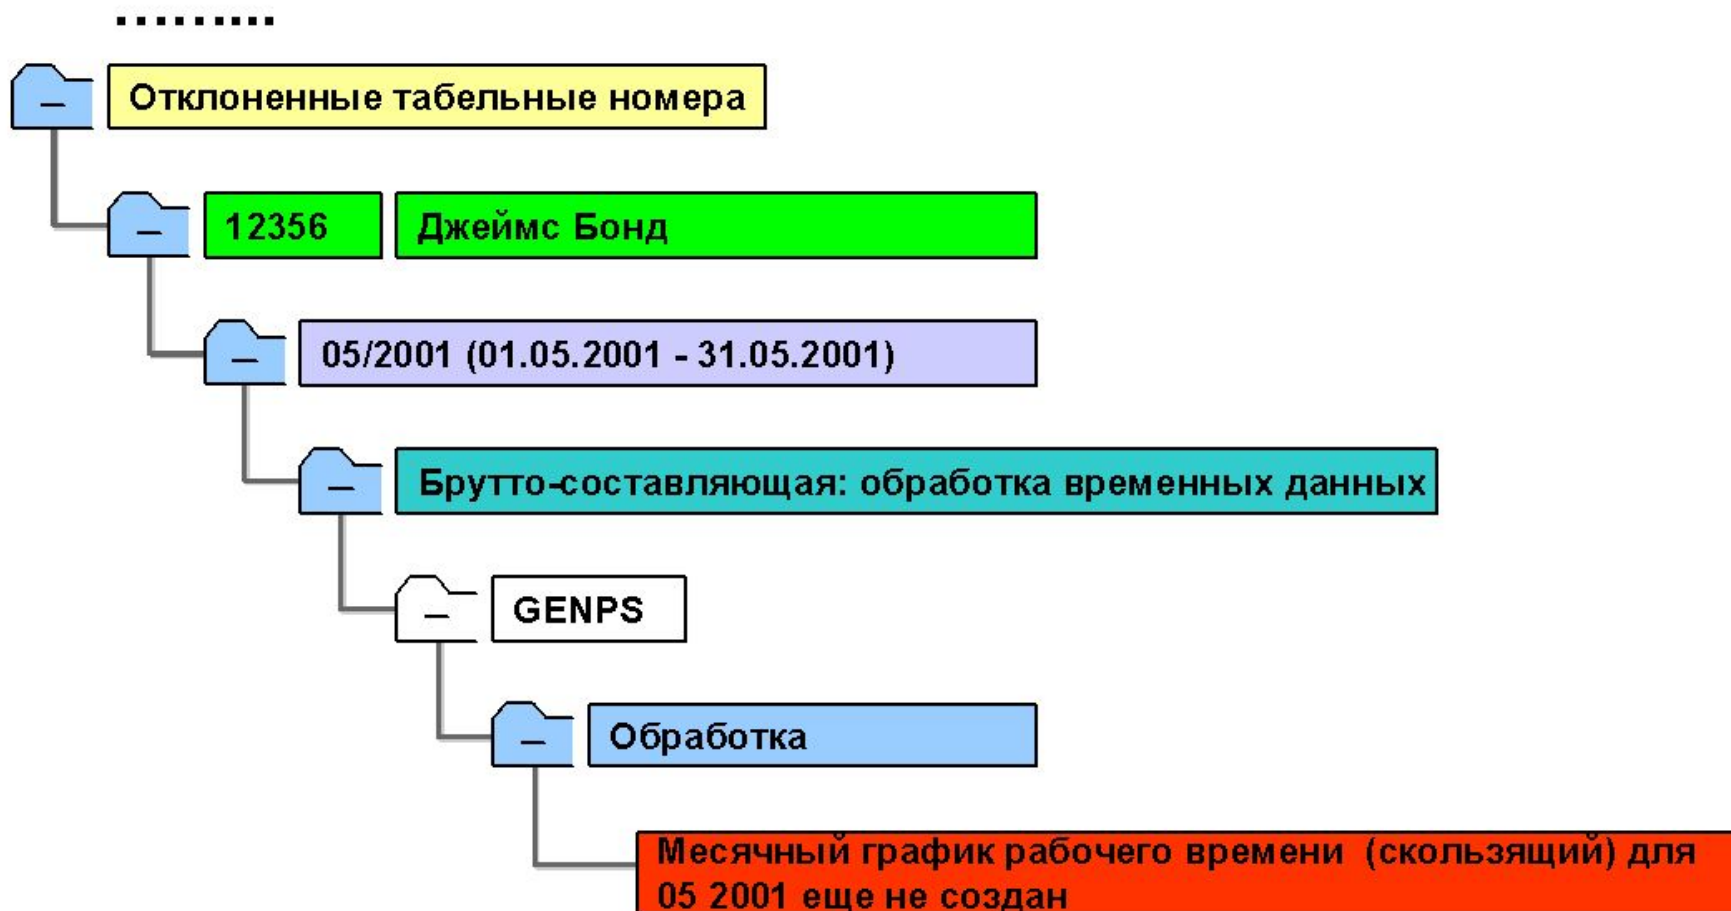 .........
Отклоненные табельные номера
12356 Джеймс Бонд
05/2001 (01.05.2001 - 31.05.2001)
Брутто-составляющая: обработка временных данных
GENPS
Обработка
Месячный график рабочего времени (скользящий) для
05 2001 еще не создан